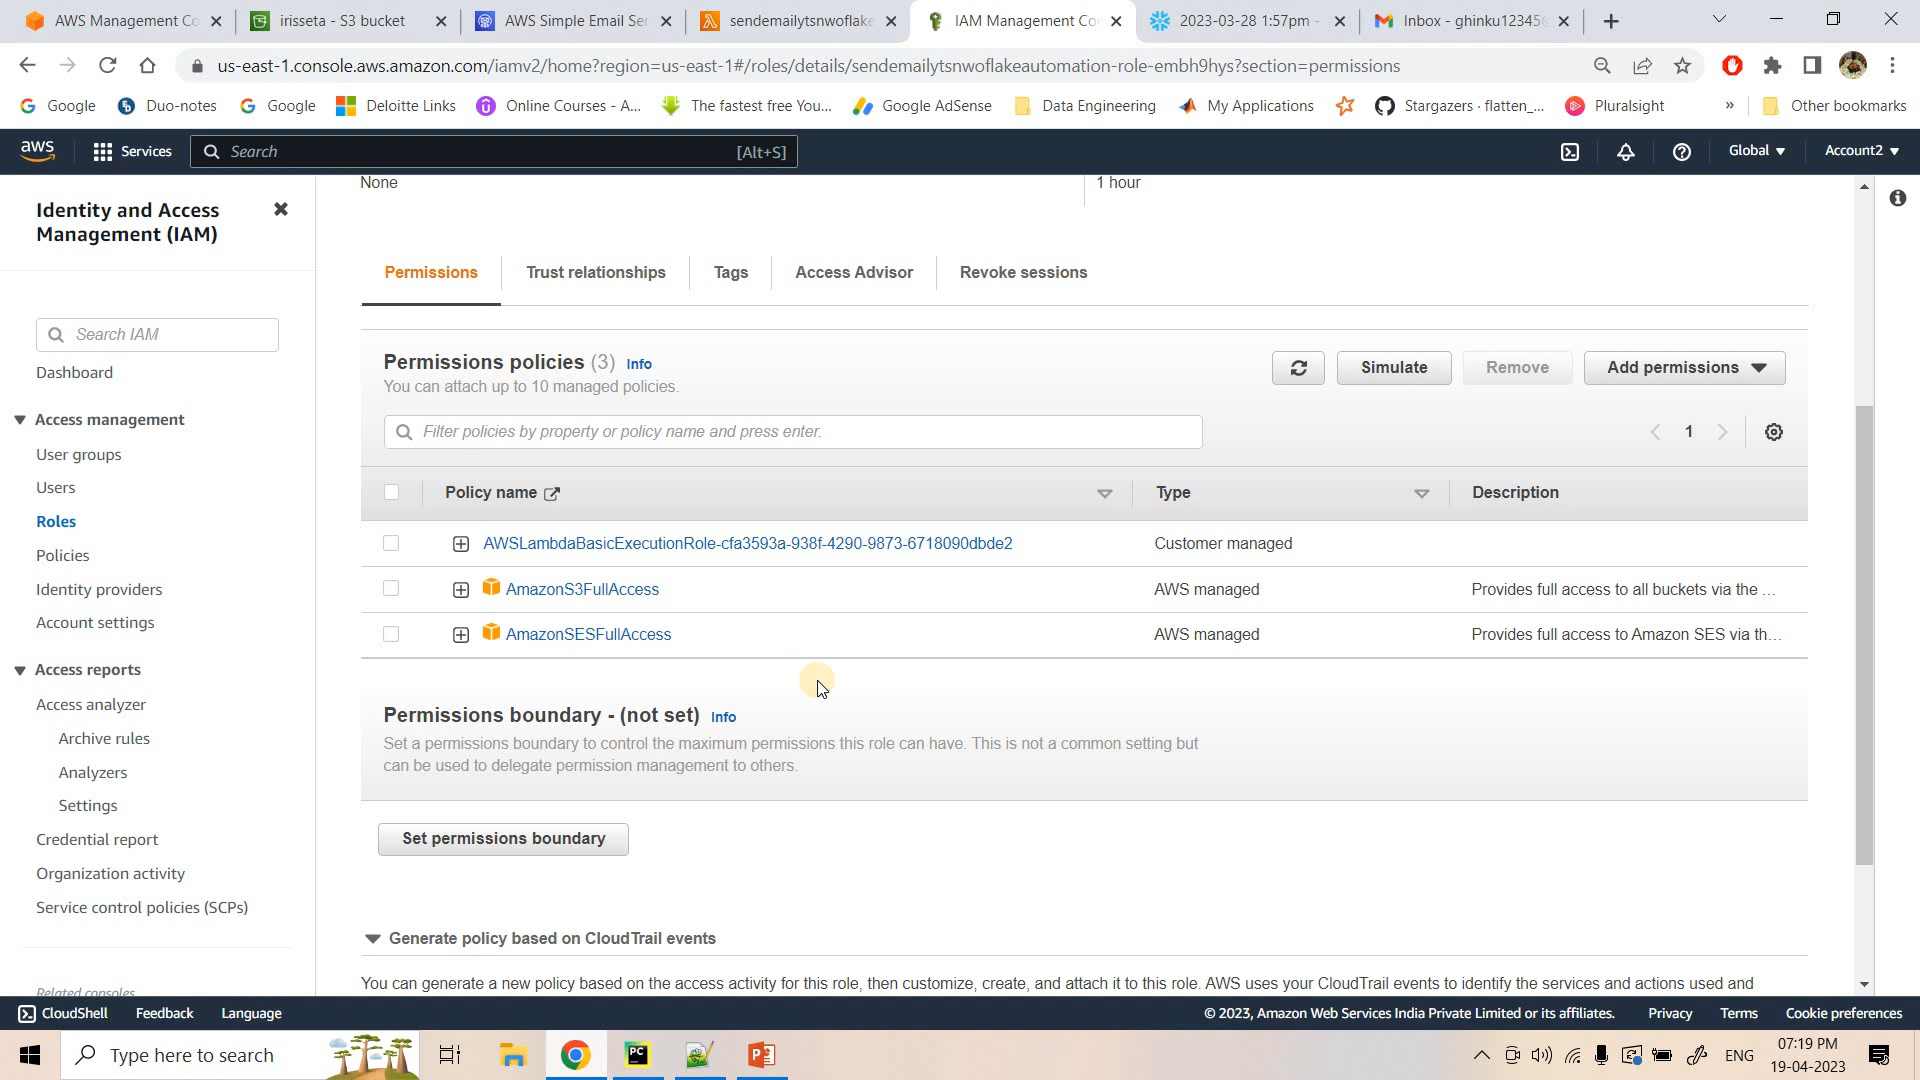 AWS Management Co
irisseta - S3 bucket
AWS Simple Email Se
sendemailytsnwoflake
IAM Management Co
2023-03-28 1:57pm -
Inbox - ghinku12345
us-east-1.console.aws.amazon.com/iamv2/home?region=us-east-1#/roles/details/sendemailytsnwoflakeautomation-role-embh9hys?section=permissions
Google
Duo-notes
Google
Deloitte Links
Online Courses - A...
The fastest free You...
Google AdSense
Data Engineering
My Applications
Stargazers · flatten_...
Pluralsight
»
Other bookmarks
aws
Services
Search
[Alt+S]
Global
Account2
Identity and Access
Management (IAM)
Search IAM
Dashboard
Access management
User groups
Users
Roles
Policies
Identity providers
Account settings
Access reports
Access analyzer
Archive rules
Analyzers
Settings
Credential report
Organization activity
Service control policies (SCPs)
Related consoles
None
1 hour
Permissions
Trust relationships
Tags
Access Advisor
Revoke sessions
Permissions policies (3) Info
You can attach up to 10 managed policies.
Simulate
Remove
Add permissions
Filter policies by property or policy name and press enter.
1
Policy name
Type
Description
AWSLambdaBasicExecutionRole-cfa3593a-938f-4290-9873-6718090dbde2
Customer managed
AmazonS3FullAccess
AWS managed
Provides full access to all buckets via the ...
AmazonSESFullAccess
AWS managed
Provides full access to Amazon SES via th...
Permissions boundary - (not set) Info
Set a permissions boundary to control the maximum permissions this role can have. This is not a common setting but
can be used to delegate permission management to others.
Set permissions boundary
Generate policy based on CloudTrail events
You can generate a new policy based on the access activity for this role, then customize, create, and attach it to this role. AWS uses your CloudTrail events to identify the services and actions used and
CloudShell
Feedback
Language
© 2023, Amazon Web Services India Private Limited or its affiliates.
Privacy
Terms
Cookie preferences
Type here to search
PC
ENG
07:19 PM
19-04-2023